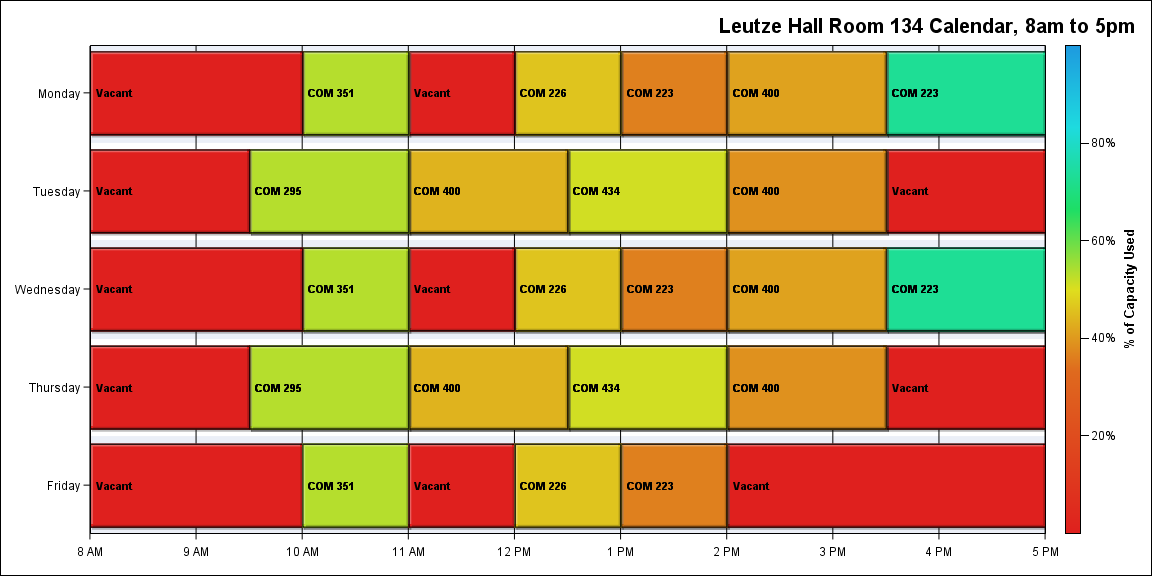 Leutze Hall Room 134 Calendar, 8am to 5pm
Monday Vacant COM 351 Vacant COM 226 COM 223 COM 400 COM 223
Tuesday Vacant COM 295 COM 400 COM 434 COM 400 Vacant
Wednesday Vacant COM 351 Vacant COM 226 COM 223 COM 400 COM 223
Thursday Vacant COM 295 COM 400 COM 434 COM 400 Vacant
Friday Vacant COM 351 Vacant COM 226 COM 223 Vacant
8 AM 9 AM 10 AM 11 AM 12 PM 1 PM 2 PM 3 PM 4 PM 5 PM
80%
60%
40%
20%
% of Capacity Used